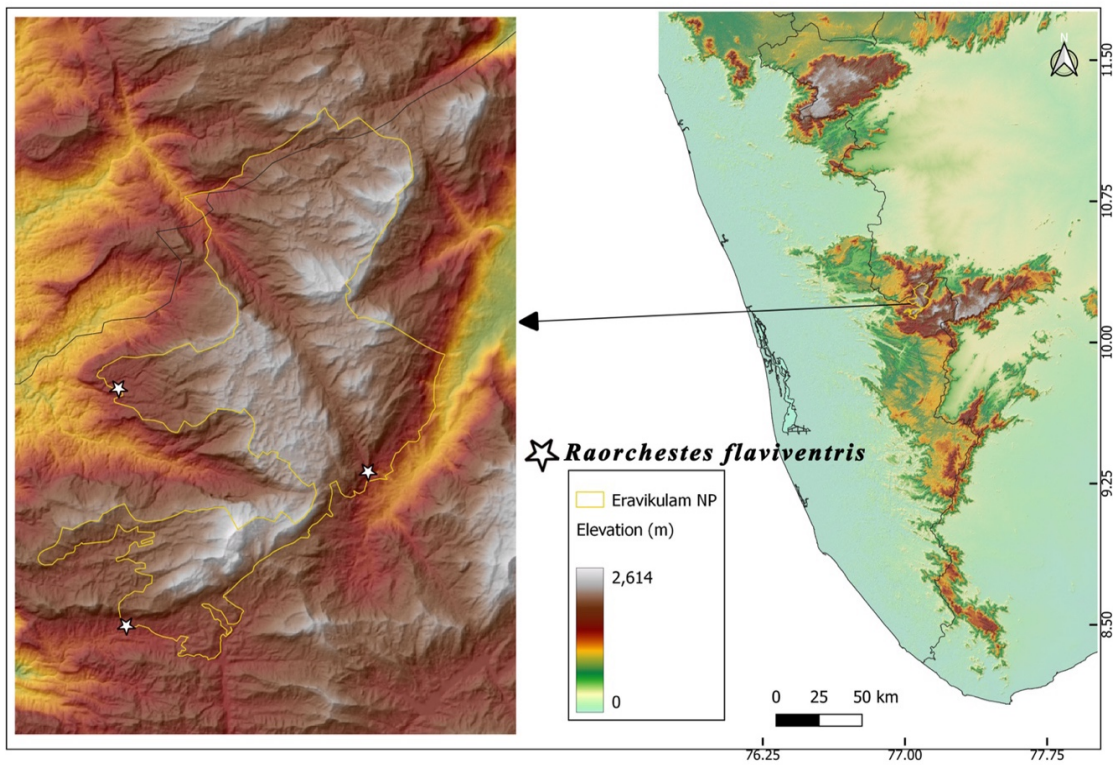 N
11.50
10.75
10.00
9.25
8.50
Raorchestes flaviventris
Eravikulam NP
Elevation (m)
2,614
0
0 25 50 km
76.25 77.00 77.75